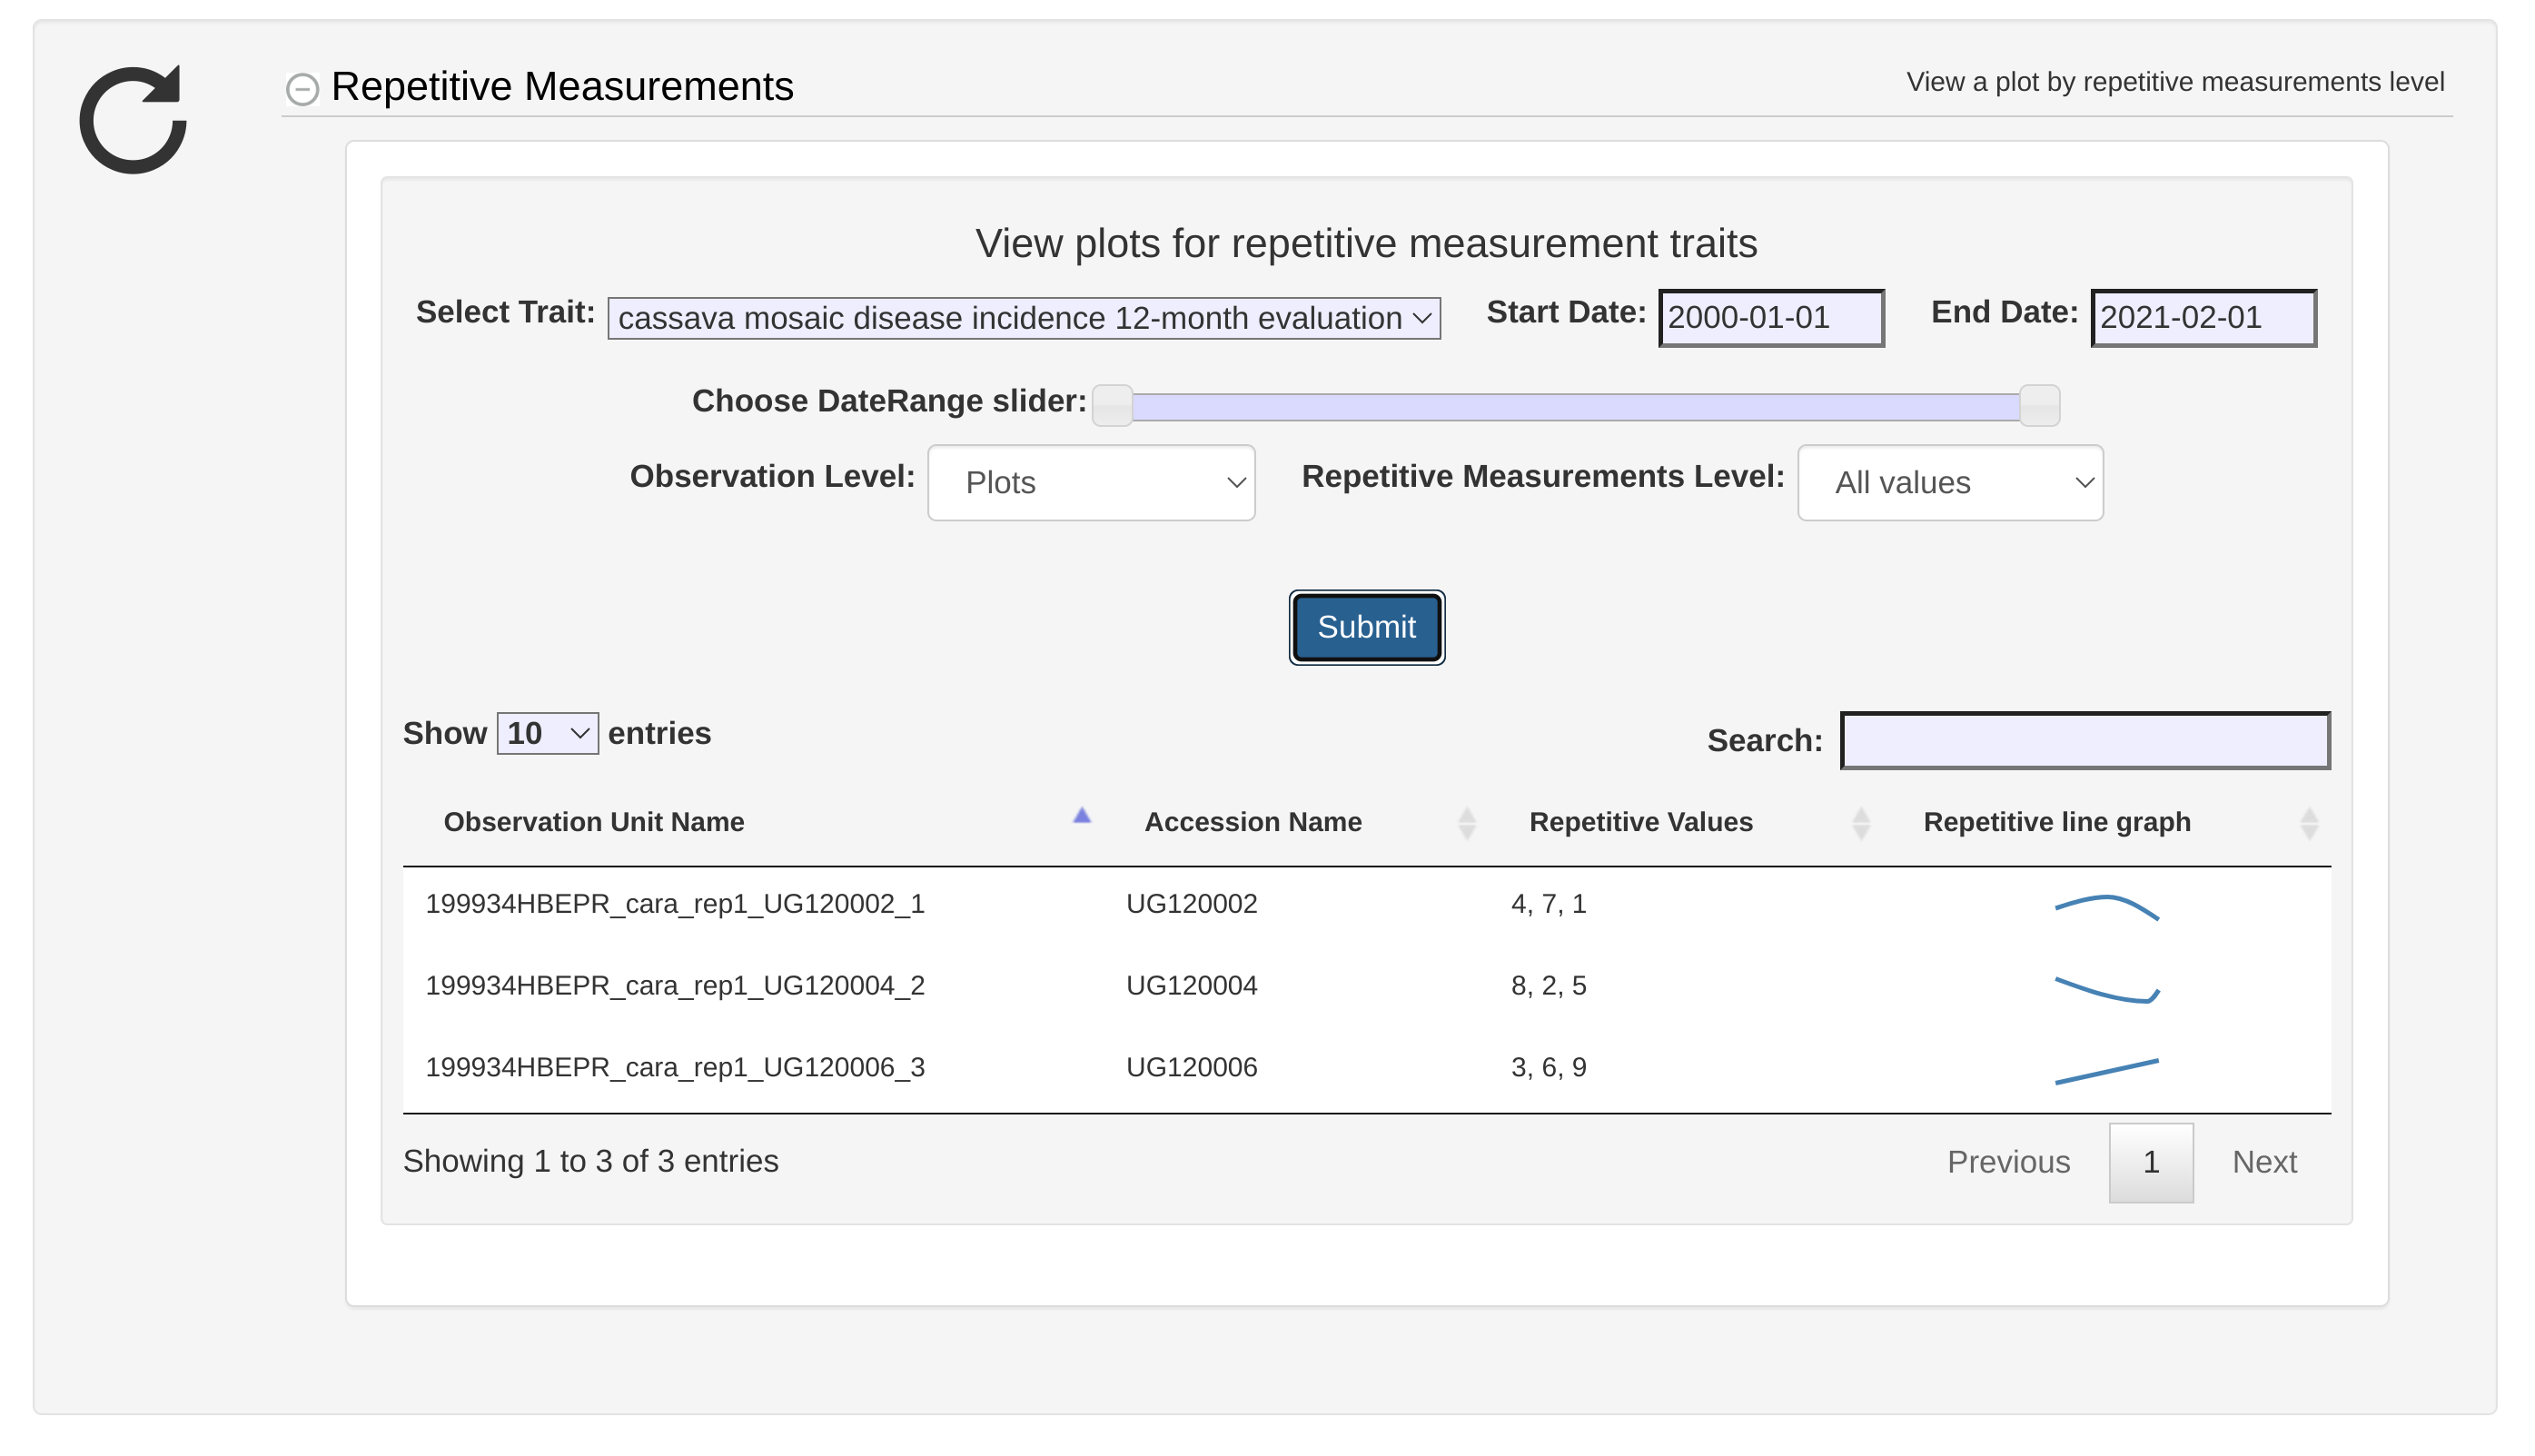 Repetitive Measurements View a plot by repetitive measurements level
View plots for repetitive measurement traits
Select Trait: cassava mosaic disease incidence 12-month evaluation Start Date: 2000-01-01 End Date: 2021-02-01
Choose DateRange slider:
Observation Level: Plots Repetitive Measurements Level: All values
Submit
Show 10 entries Search:
Observation Unit Name Accession Name Repetitive Values Repetitive line graph
199934HBEPR_cara_rep1_UG120002_1 UG120002 4, 7, 1
199934HBEPR_cara_rep1_UG120004_2 UG120004 8, 2, 5
199934HBEPR_cara_rep1_UG120006_3 UG120006 3, 6, 9
Showing 1 to 3 of 3 entries Previous 1 Next